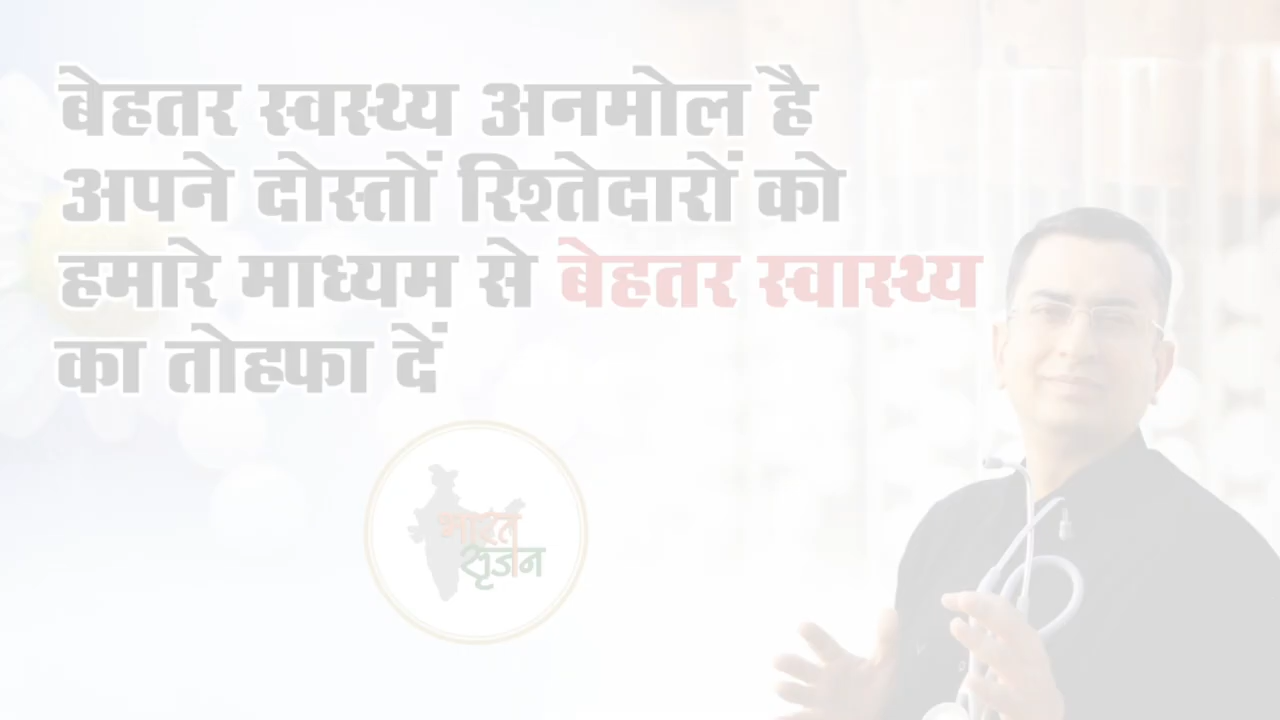 बेहतर स्वस्थ्य अनमोल है
अपने दोस्तों रिश्तेदारों को
हमारे माध्यम से बेहतर स्वास्थ्य
का तोहफा दें
भारत
सृजन